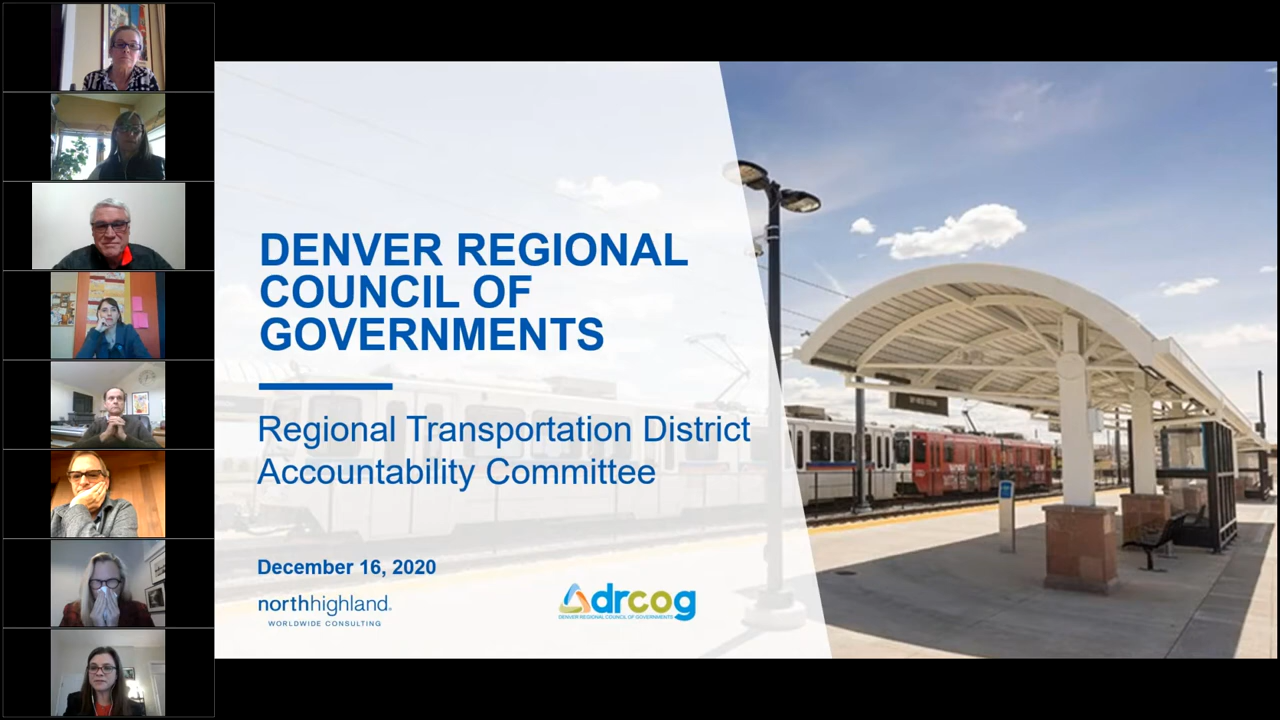 DENVER REGIONAL
COUNCIL OF
GOVERNMENTS
Regional Transportation District
Accountability Committee
December 16, 2020
northhighland.
WORLDWIDE CONSULTING
drcog
DENVER REGIONAL COUNCIL OF GOVERNMENTS